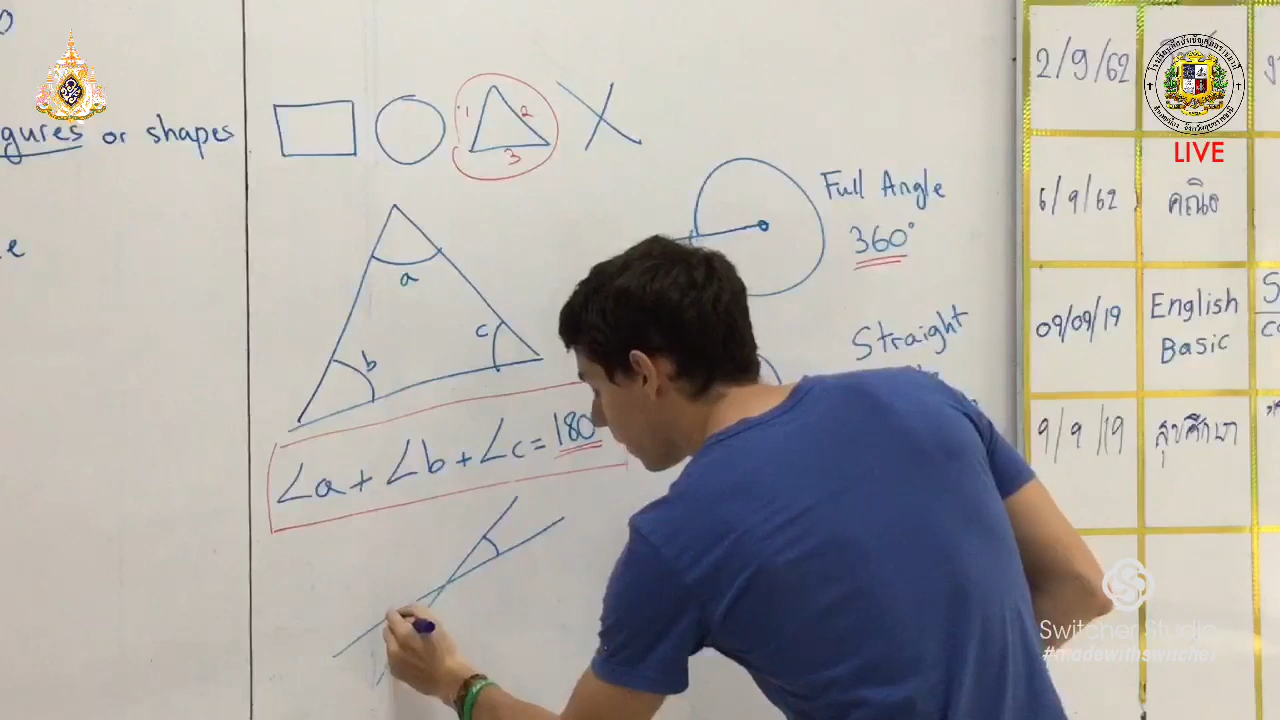 gures or shapes
1 2
3
Full Angle
360°
a
b
c
Straight
∠a + ∠b + ∠c = 180
2/9/62
6/9/62 คณิต
09/09/19 English
Basic
9/9/19 สุขศึกษา
LIVE
Switcher Studio
#madewithswitcher